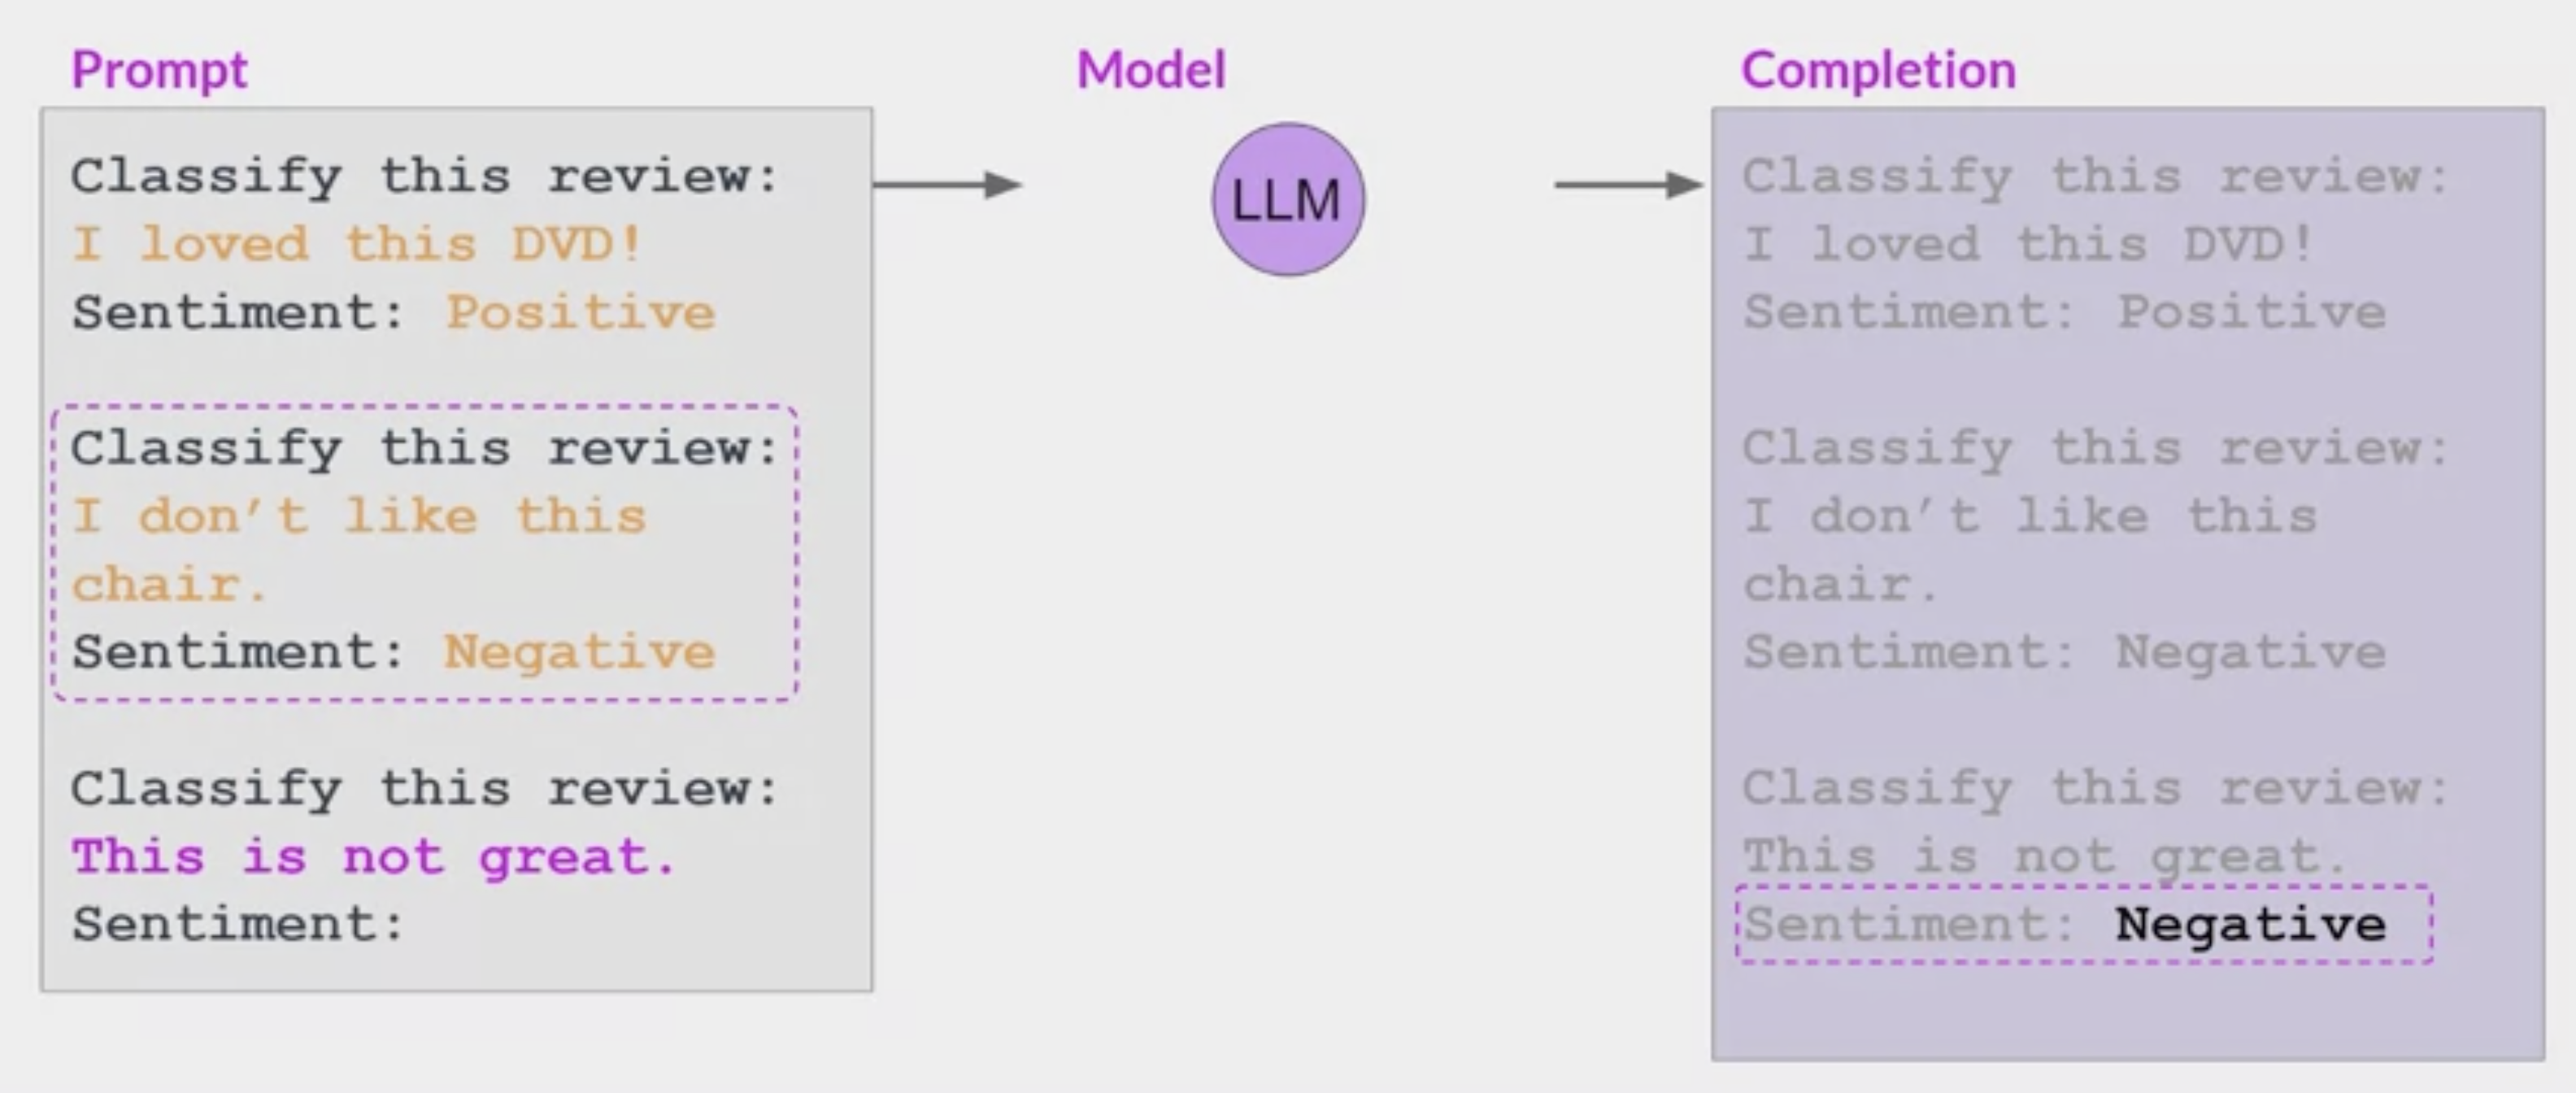 Prompt
Classify this review:
I loved this DVD!
Sentiment: Positive
Classify this review:
I don’t like this
chair.
Sentiment: Negative
Classify this review:
This is not great.
Sentiment:
Model
LLM
Completion
Classify this review:
I loved this DVD!
Sentiment: Positive
Classify this review:
I don’t like this
chair.
Sentiment: Negative
Classify this review:
This is not great.
Sentiment: Negative